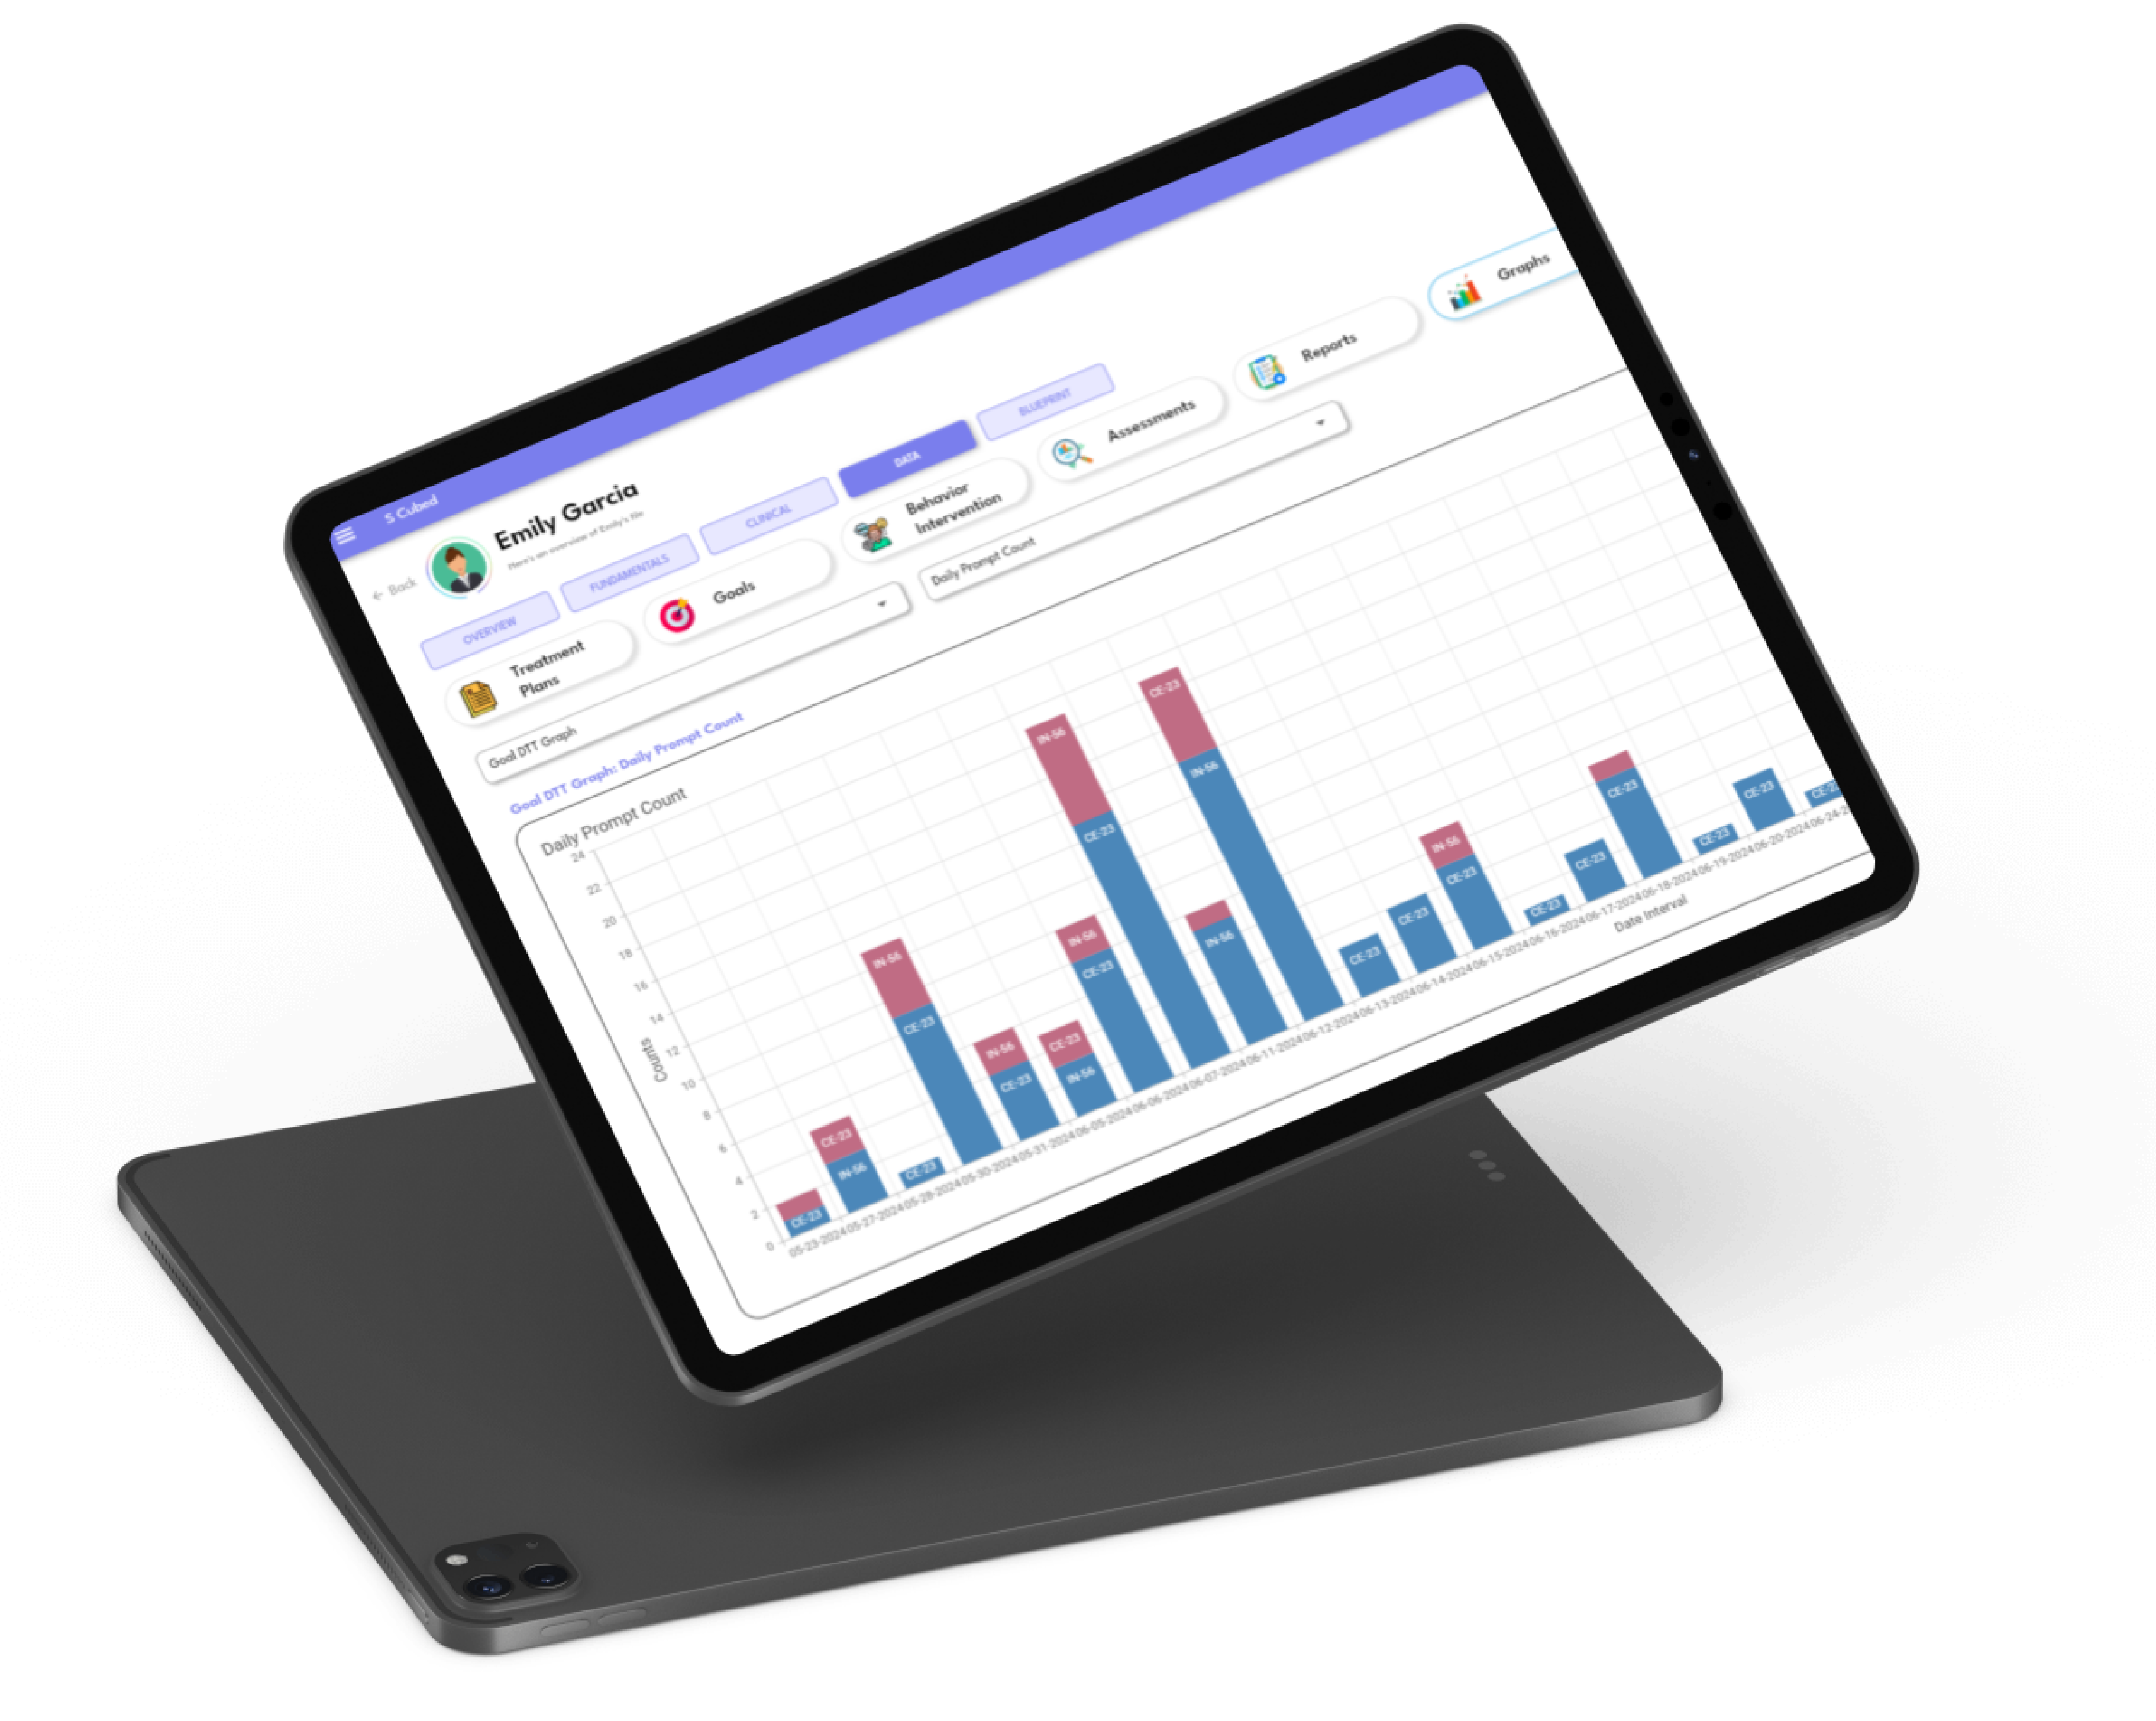 S Cubed
← Back
Emily Garcia
Here's an overview of Emily's file
OVERVIEW
FUNDAMENTALS
CLINICAL
DATA
BLUEPRINT
Treatment
Plans
Goals
Behavior
Intervention
Assessments
Reports
Graphs
Goal DTT Graph
Daily Prompt Count
Goal DTT Graph: Daily Prompt Count
Daily Prompt Count
24
22
20
18
16
14
12
10
8
6
4
2
0
Counts
CE-23
CE-23
IN-56
CE-23
IN-56
CE-23
IN-56
CE-23
CE-23
IN-56
IN-56
CE-23
IN-56
CE-23
IN-56
CE-23
IN-56
CE-23
CE-23
IN-56
CE-23
CE-23
CE-23
CE-23
CE-23
CE-23
05-23-2024 05-27-2024 05-28-2024 05-30-2024 05-31-2024 06-05-2024 06-06-2024 06-07-2024 06-11-2024 06-12-2024 06-13-2024 06-14-2024 06-15-2024 06-16-2024 06-17-2024 06-18-2024 06-19-2024 06-20-2024 06-24-2
Date Interval